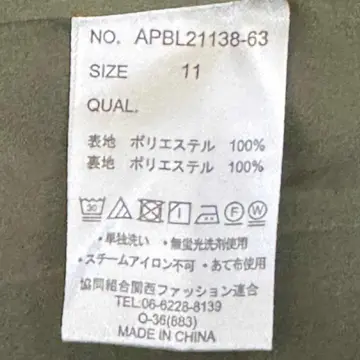 NO. APBL21138-63
SIZE 11
QUAL.
表地 ポリエステル 100%
裏地 ポリエステル 100%
30 F W
・単独洗い ・無蛍光洗剤使用
・スチームアイロン不可 ・あて布使用
協同組合関西ファッション連合
TEL:06-6228-8139
O-36(683)
MADE IN CHINA